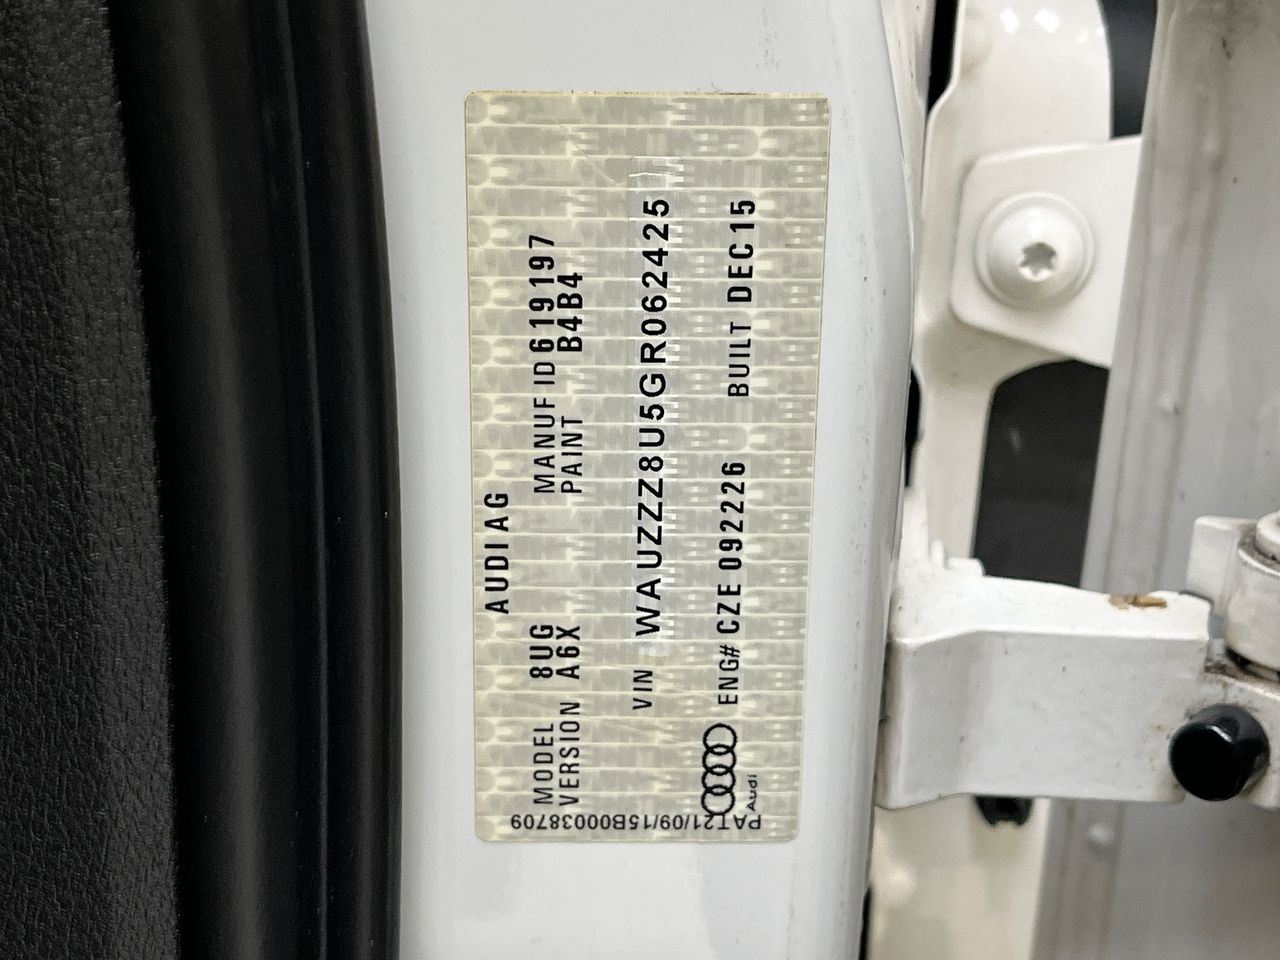 AUDI AG
MODEL 8UG MANUF ID 619197
VERSION A6X PAINT B4B4
VIN WAUZZZ8U5GR062425
ENG# CZE 092226 BUILT DEC15
Audi
PAT21/09/15B00038709